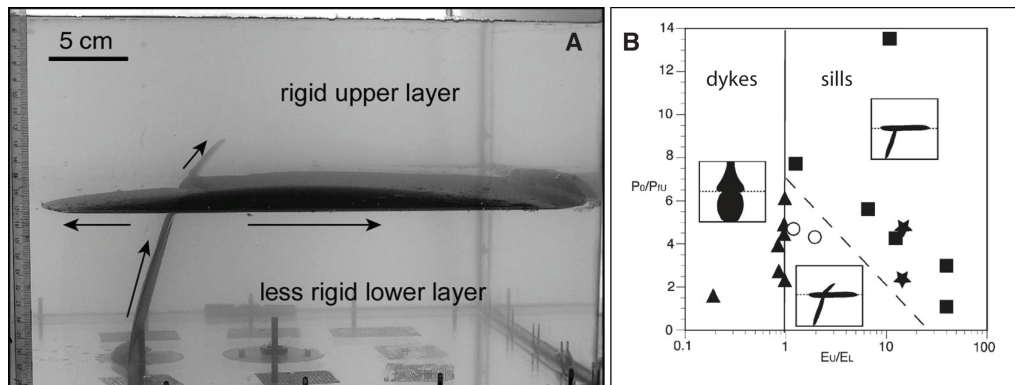 5 cm
A
rigid upper layer
less rigid lower layer
B
14
12
10
8
6
4
2
0
P0/PfU
dykes
sills
0.1
1
10
100
EU/EL